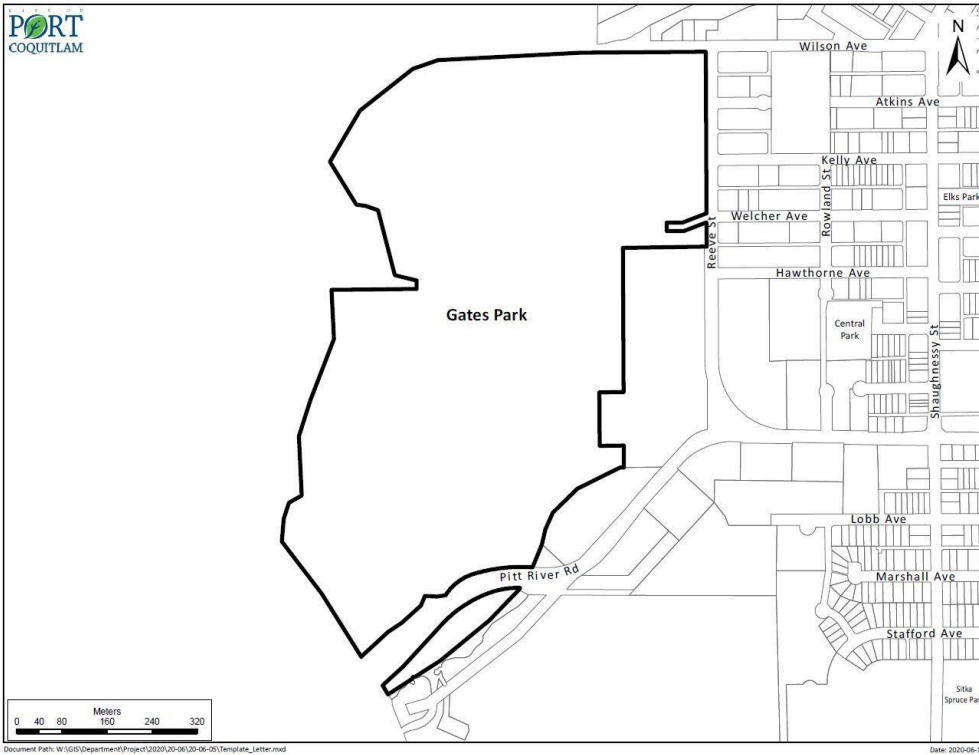 PORT
COQUITLAM
N
Wilson Ave
Atkins Ave
Kelly Ave
Rowland St
Elks Park
Welcher Ave
Reeve St
Hawthorne Ave
Gates Park
Central
Park
Shaughnessy St
Lobb Ave
Pitt River Rd
Marshall Ave
Stafford Ave
Sitka
Spruce Par
Meters
0 40 80 160 240 320
Document Path: W:\GIS\Department\Project\2020\20-06\20-06-05\Template_Letter.mxd
Date: 2020-06-